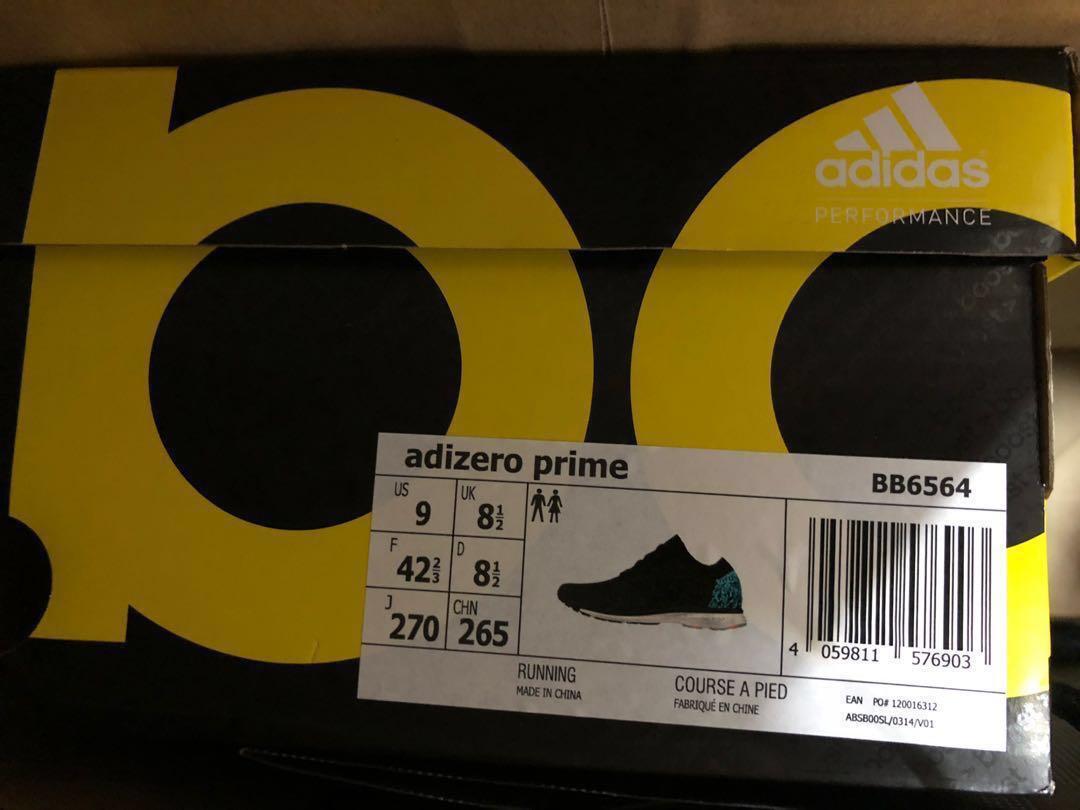 adidas
PERFORMANCE
adizero prime
BB6564
US 9
UK 8½
F 42⅔
D 8½
J 270
CHN 265
4 059811 576903
RUNNING
MADE IN CHINA
COURSE A PIED
FABRIQUÉ EN CHINE
EAN PO# 120016312
ABSB00SL/0314/V01